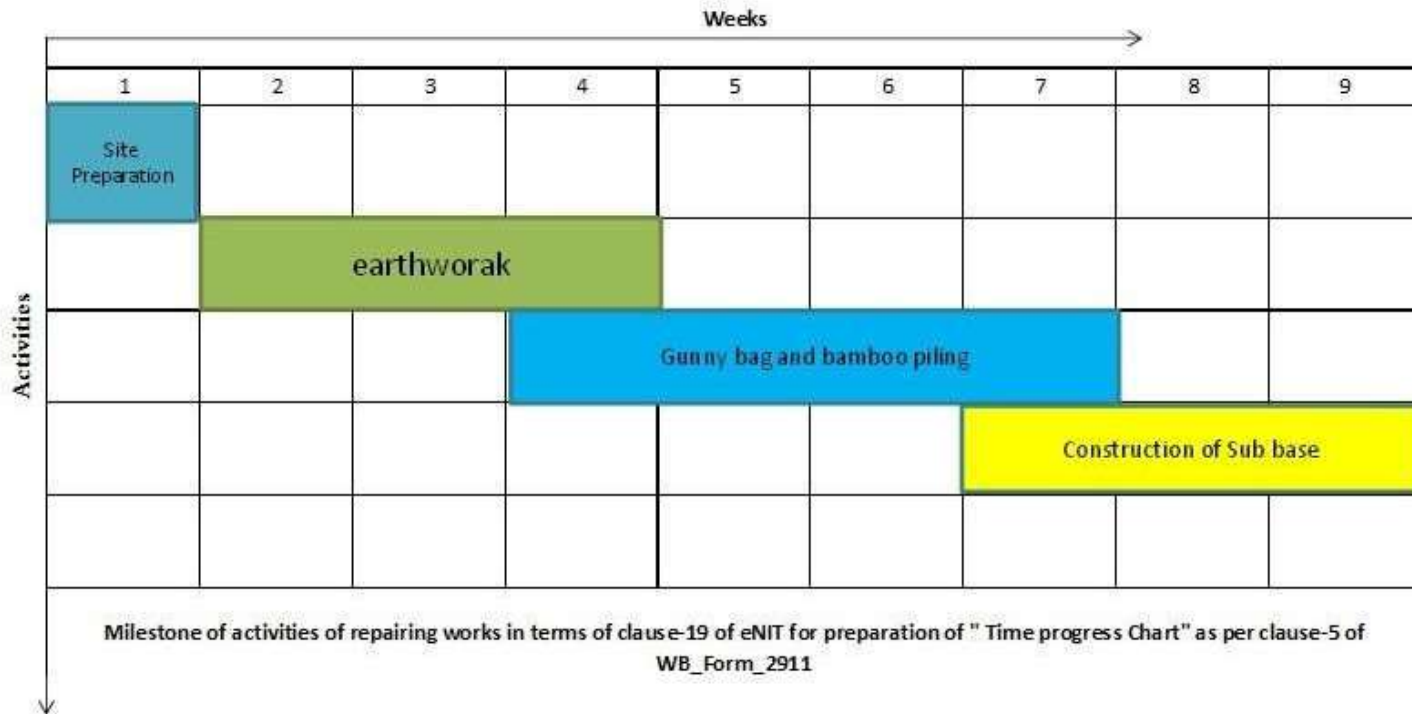 Weeks
1 2 3 4 5 6 7 8 9
Site
Preparation
earthworak
Gunny bag and bamboo piling
Construction of Sub base
Activities
Milestone of activities of repairing works in terms of clause-19 of eNIT for preparation of " Time progress Chart" as per clause-5 of
WB_Form_2911